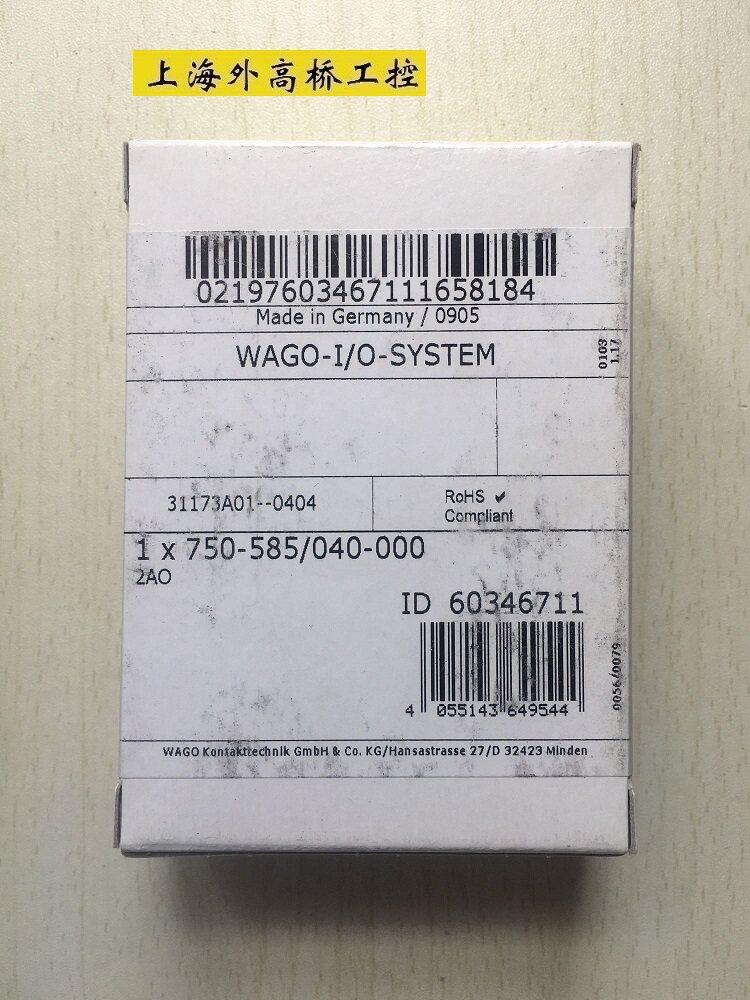 上海外高桥工控
02197603467111658184
Made in Germany / 0905
WAGO-I/O-SYSTEM
0103
1.17
31173A01--0404
RoHS ✔
Compliant
1 x 750-585/040-000
2AO
ID 60346711
4 055143 649544
0056/0079
WAGO Kontakttechnik GmbH & Co. KG/Hansastrasse 27/D 32423 Minden